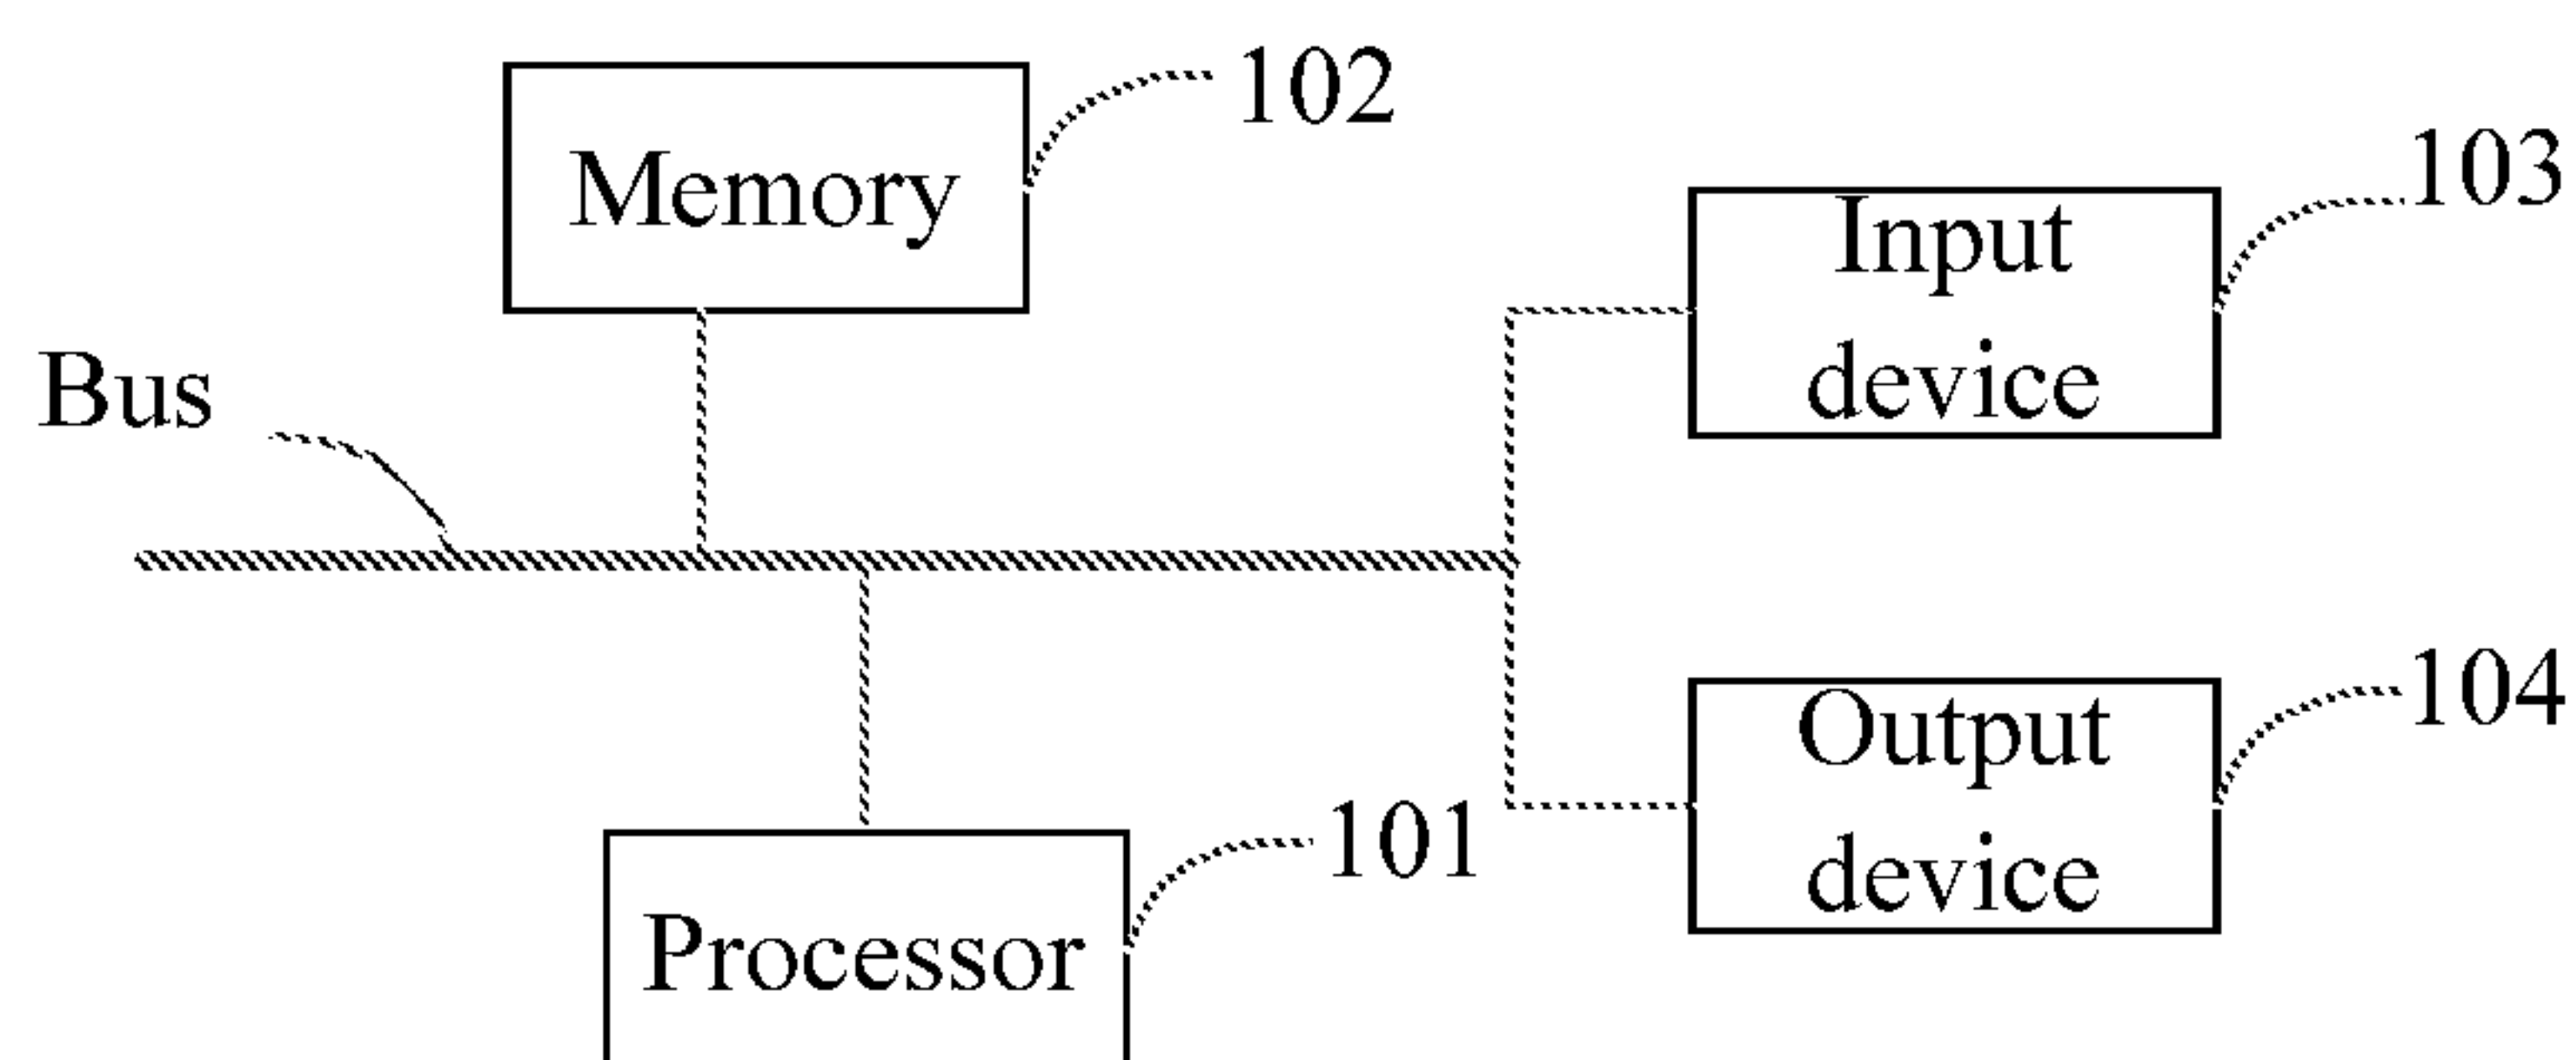 102
Memory
103
Input
device
Bus
104
Output
device
101
Processor